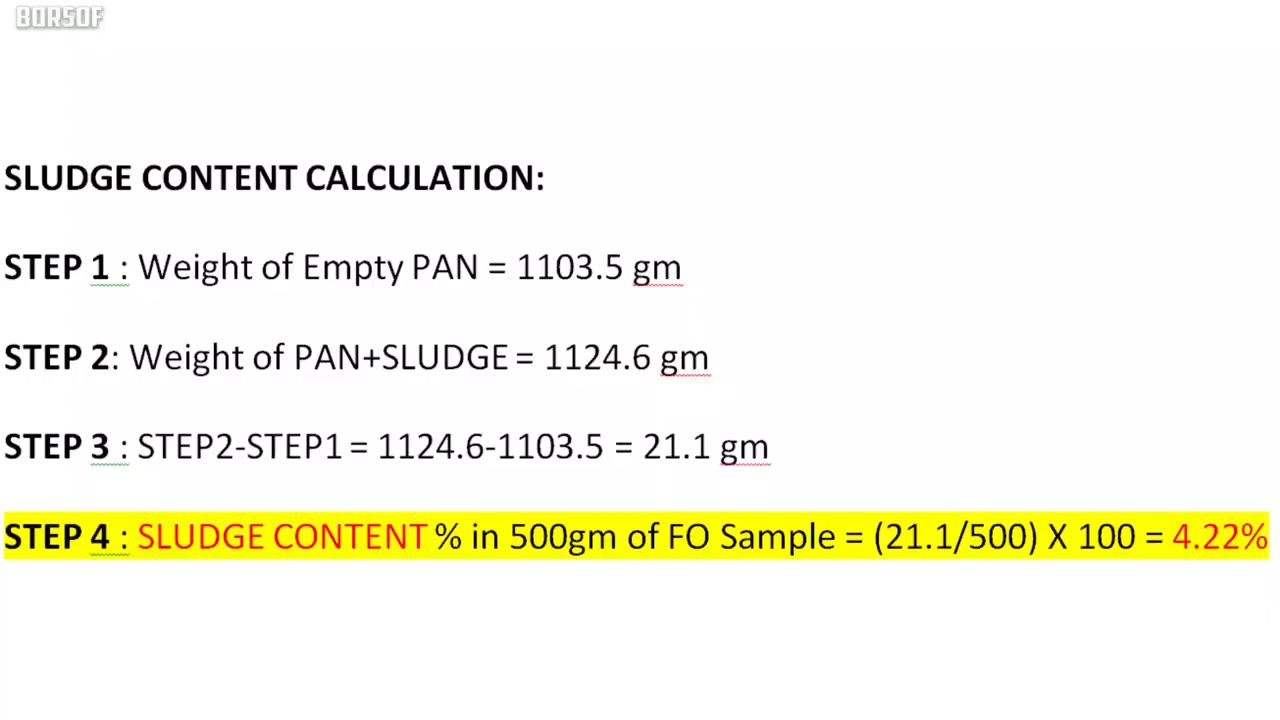 BORSOF
SLUDGE CONTENT CALCULATION:
STEP 1 : Weight of Empty PAN = 1103.5 gm
STEP 2: Weight of PAN+SLUDGE = 1124.6 gm
STEP 3 : STEP2-STEP1 = 1124.6-1103.5 = 21.1 gm
STEP 4 : SLUDGE CONTENT % in 500gm of FO Sample = (21.1/500) X 100 = 4.22%